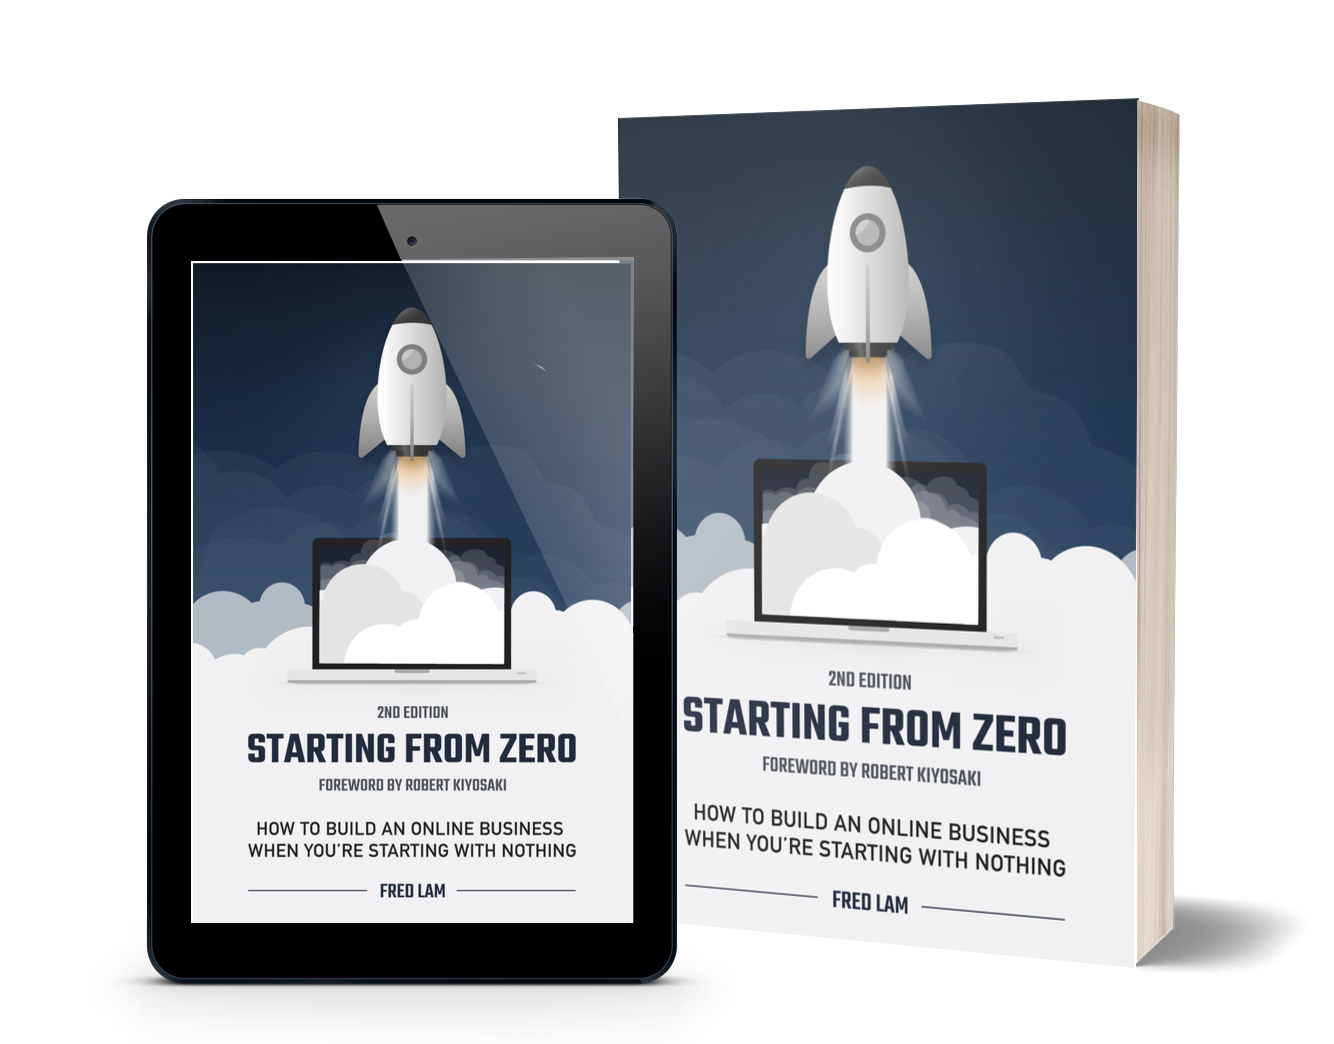 2ND EDITION
STARTING FROM ZERO
FOREWORD BY ROBERT KIYOSAKI
HOW TO BUILD AN ONLINE BUSINESS
WHEN YOU'RE STARTING WITH NOTHING
FRED LAM
2ND EDITION
STARTING FROM ZERO
FOREWORD BY ROBERT KIYOSAKI
HOW TO BUILD AN ONLINE BUSINESS
WHEN YOU'RE STARTING WITH NOTHING
FRED LAM